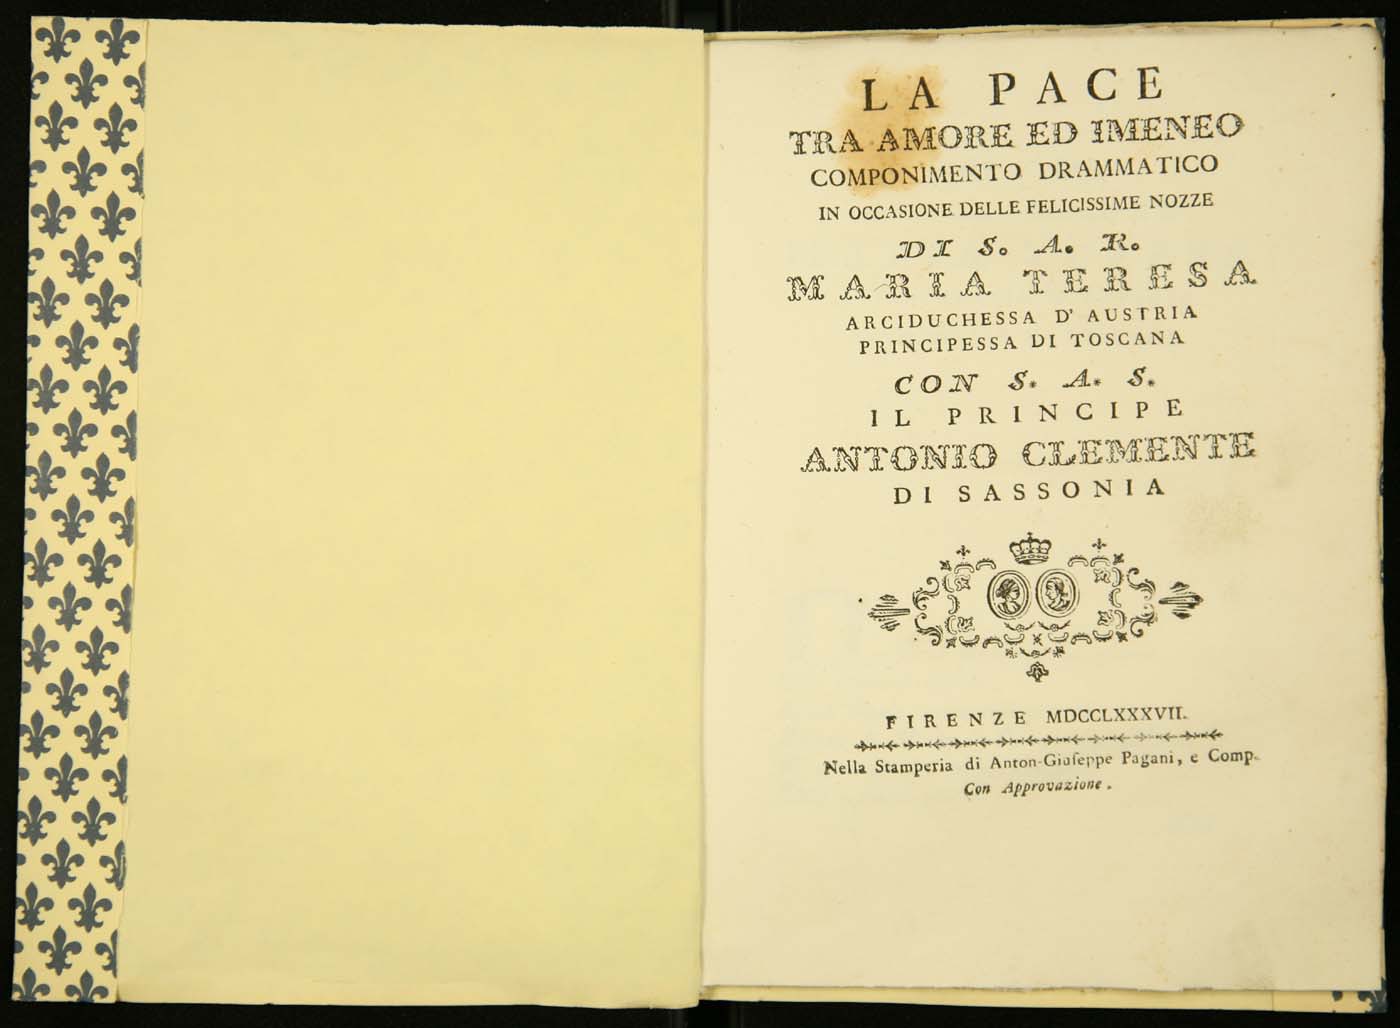 LA PACE
TRA AMORE ED IMENEO
COMPONIMENTO DRAMMATICO
IN OCCASIONE DELLE FELICISSIME NOZZE
DI S. A. R.
MARIA TERESA
ARCIDUCHESSA D' AUSTRIA
PRINCIPESSA DI TOSCANA
CON S. A. S.
IL PRINCIPE
ANTONIO CLEMENTE
DI SASSONIA
FIRENZE MDCCLXXXVII.
Nella Stamperia di Anton-Giuſeppe Pagani, e Comp.
Con Approvazione.